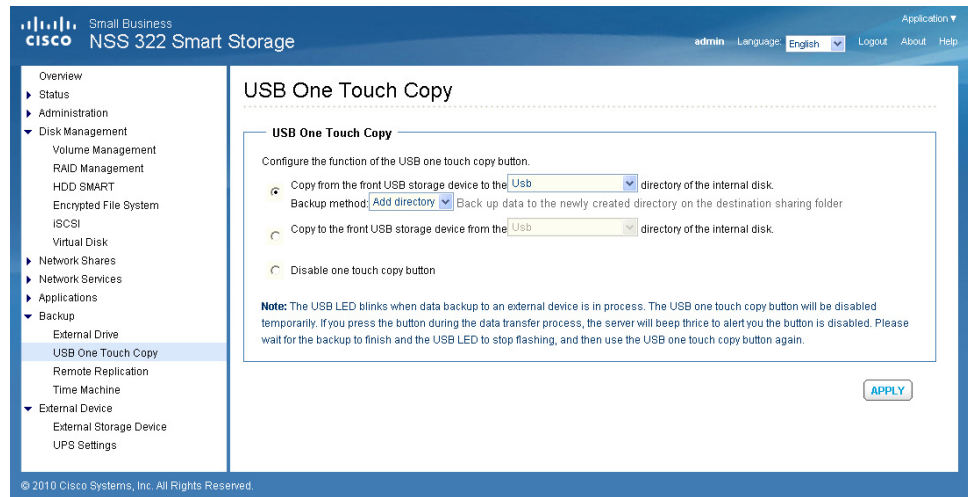 Small Business
CISCO NSS 322 Smart Storage
Application
admin Language: English Logout About Help
Overview
Status
Administration
Disk Management
Volume Management
RAID Management
HDD SMART
Encrypted File System
iSCSI
Virtual Disk
Network Shares
Network Services
Applications
Backup
External Drive
USB One Touch Copy
Remote Replication
Time Machine
External Device
External Storage Device
UPS Settings
USB One Touch Copy
USB One Touch Copy
Configure the function of the USB one touch copy button.
Copy from the front USB storage device to the Usb directory of the internal disk.
Backup method: Add directory Back up data to the newly created directory on the destination sharing folder
Copy to the front USB storage device from the Usb directory of the internal disk.
Disable one touch copy button
Note: The USB LED blinks when data backup to an external device is in process. The USB one touch copy button will be disabled
temporarily. If you press the button during the data transfer process, the server will beep thrice to alert you the button is disabled. Please
wait for the backup to finish and the USB LED to stop flashing, and then use the USB one touch copy button again.
APPLY
© 2010 Cisco Systems, Inc. All Rights Reserved.